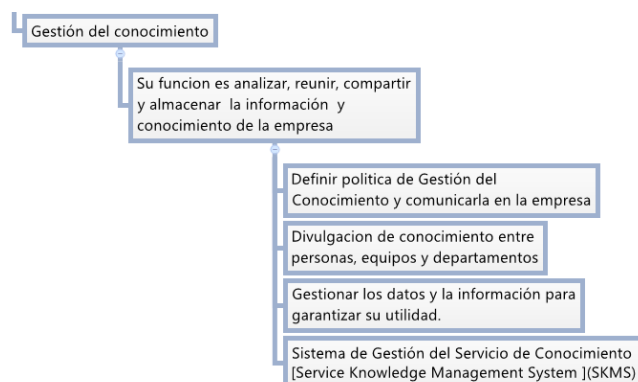 Gestión del conocimiento
Su funcion es analizar, reunir, compartir
y almacenar la información y
conocimiento de la empresa
Definir politica de Gestión del
Conocimiento y comunicarla en la empresa
Divulgacion de conocimiento entre
personas, equipos y departamentos
Gestionar los datos y la información para
garantizar su utilidad.
Sistema de Gestión del Servicio de Conocimiento
[Service Knowledge Management System ](SKMS)